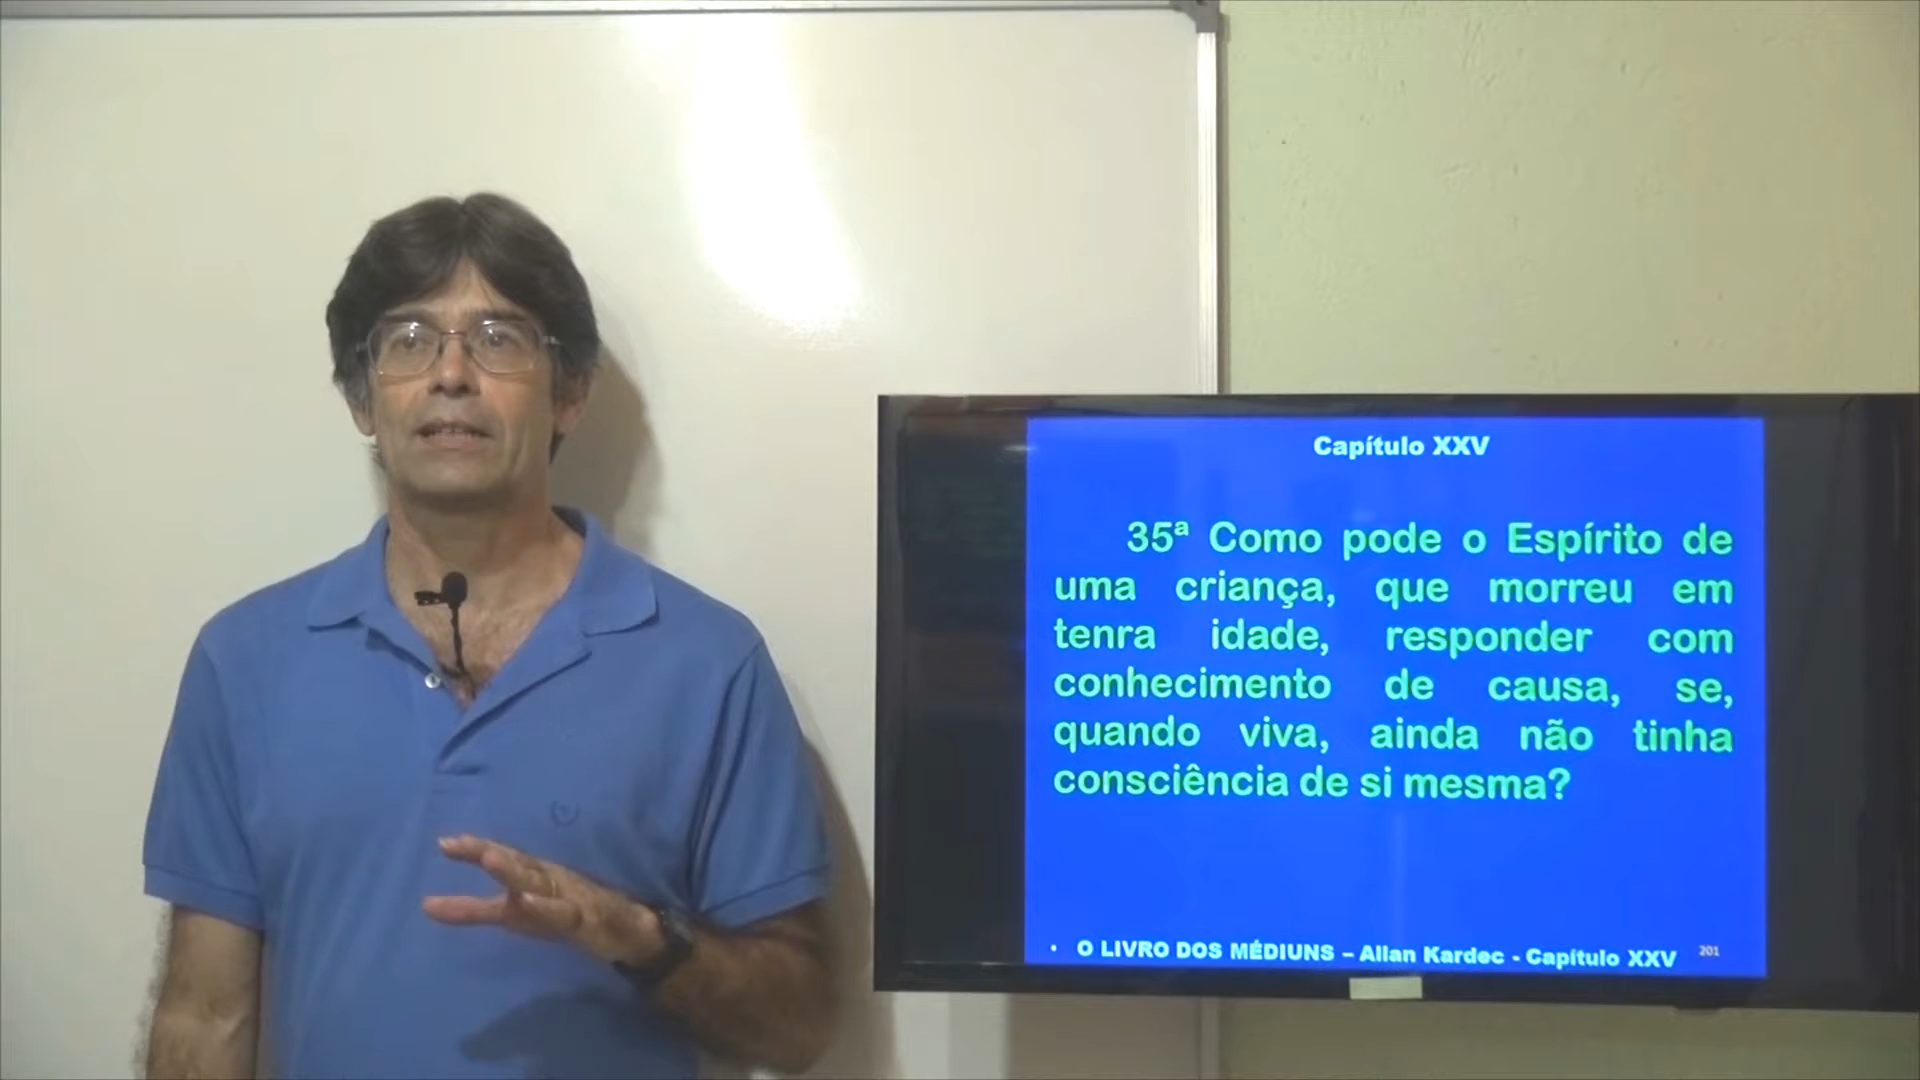 Capítulo XXV
35ª Como pode o Espírito de
uma criança, que morreu em
tenra idade, responder com
conhecimento de causa, se,
quando viva, ainda não tinha
consciência de si mesma?
• O LIVRO DOS MÉDIUNS – Allan Kardec - Capítulo XXV 201